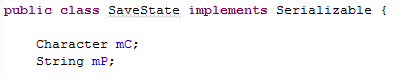 public class SaveState implements Serializable {
Character mC;
String mP;